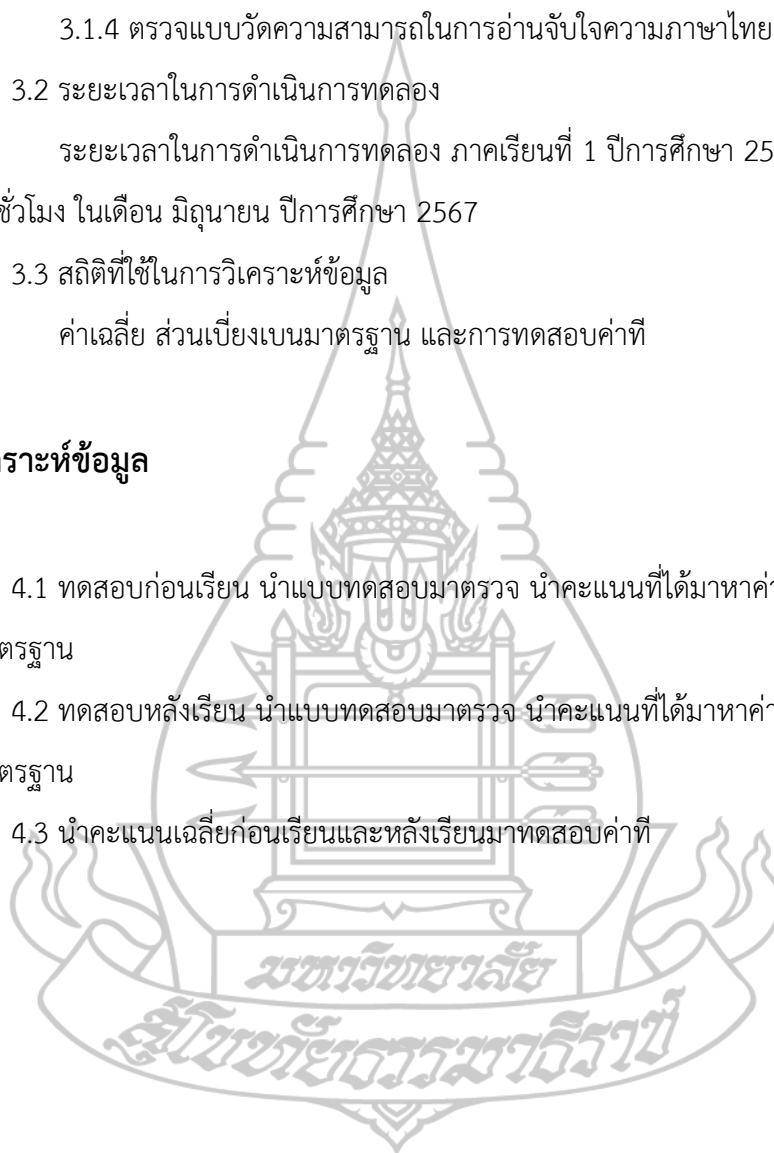 3.1.4 ตรวจแบบวัดความสามารถในการอ่านจับใจความภาษาไทย
3.2 ระยะเวลาในการดำเนินการทดลอง
ระยะเวลาในการดำเนินการทดลอง ภาคเรียนที่ 1 ปีการศึกษา 25
ชั่วโมง ในเดือน มิถุนายน ปีการศึกษา 2567
3.3 สถิติที่ใช้ในการวิเคราะห์ข้อมูล
ค่าเฉลี่ย ส่วนเบี่ยงเบนมาตรฐาน และการทดสอบค่าที
ราะห์ข้อมูล
4.1 ทดสอบก่อนเรียน นำแบบทดสอบมาตรวจ นำคะแนนที่ได้มาหาค่า
ตรฐาน
4.2 ทดสอบหลังเรียน นำแบบทดสอบมาตรวจ นำคะแนนที่ได้มาหาค่า
ตรฐาน
4.3 นำคะแนนเฉลี่ยก่อนเรียนและหลังเรียนมาทดสอบค่าที
มหาวิทยาลัย
สุโขทัยธรรมาธิราช